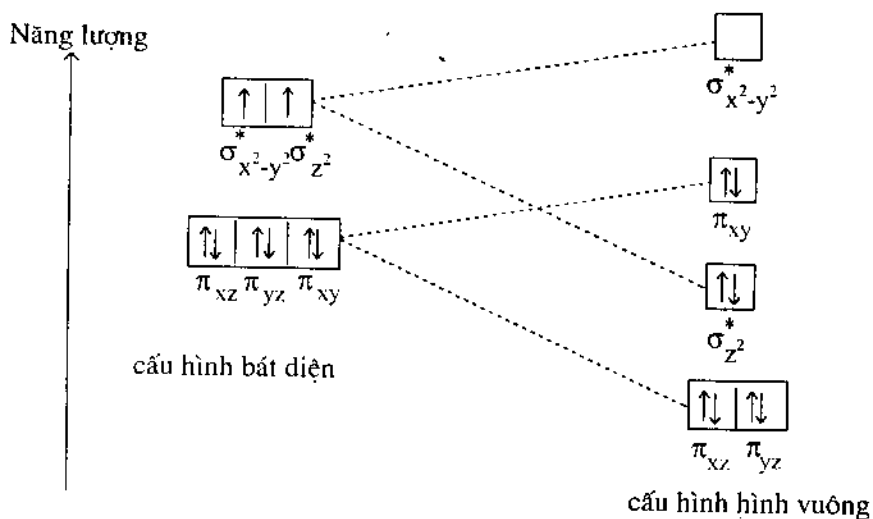 Năng lượng
σ*x²-y²
σ*x²-y² σ*z²
πxy
πxz πyz πxy
σ*z²
cấu hình bát diện
πxz πyz
cấu hình hình vuông